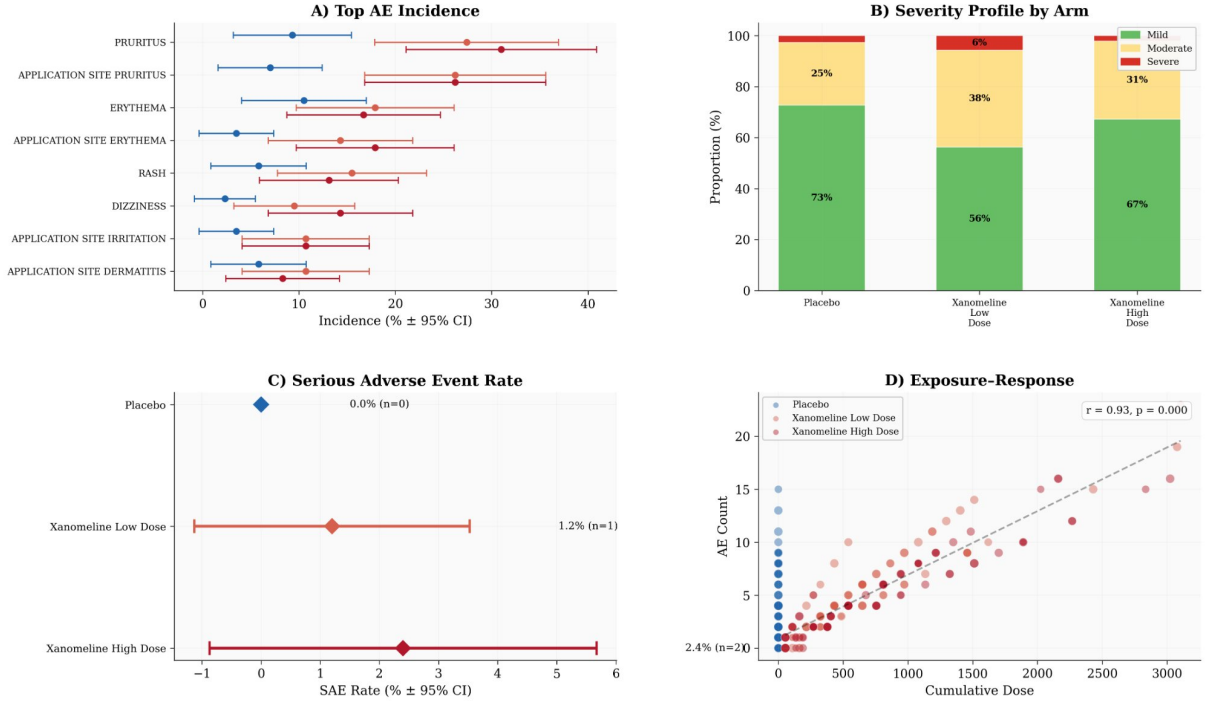 A) Top AE Incidence
PRURITUS
APPLICATION SITE PRURITUS
ERYTHEMA
APPLICATION SITE ERYTHEMA
RASH
DIZZINESS
APPLICATION SITE IRRITATION
APPLICATION SITE DERMATITIS
0 10 20 30 40
Incidence (% ± 95% CI)
B) Severity Profile by Arm
Proportion (%)
100
80
60
40
20
0
Mild
Moderate
Severe
25%
73%
6%
38%
56%
31%
67%
Placebo
Xanomeline
Low
Dose
Xanomeline
High
Dose
C) Serious Adverse Event Rate
Placebo
0.0% (n=0)
Xanomeline Low Dose
1.2% (n=1)
Xanomeline High Dose
2.4% (n=2)
−1 0 1 2 3 4 5 6
SAE Rate (% ± 95% CI)
D) Exposure–Response
Placebo
Xanomeline Low Dose
Xanomeline High Dose
r = 0.93, p = 0.000
AE Count
20
15
10
5
0
0 500 1000 1500 2000 2500 3000
Cumulative Dose